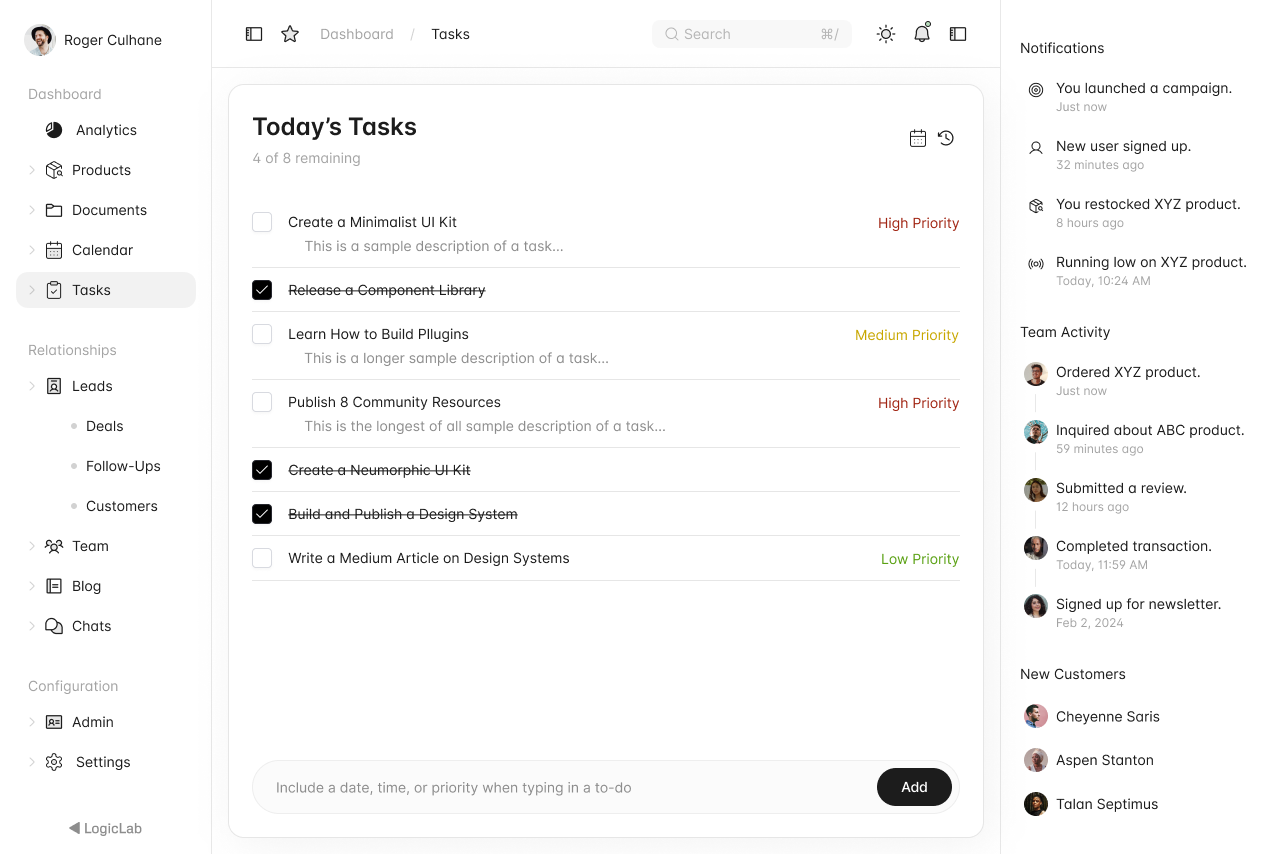 Roger Culhane
Dashboard
Analytics
Products
Documents
Calendar
Tasks
Relationships
Leads
Deals
Follow-Ups
Customers
Team
Blog
Chats
Configuration
Admin
Settings
LogicLab
Dashboard / Tasks
Search ⌘/
Today’s Tasks
4 of 8 remaining
Create a Minimalist UI Kit
High Priority
This is a sample description of a task...
Release a Component Library
Learn How to Build Pllugins
Medium Priority
This is a longer sample description of a task...
Publish 8 Community Resources
High Priority
This is the longest of all sample description of a task...
Create a Neumorphic UI Kit
Build and Publish a Design System
Write a Medium Article on Design Systems
Low Priority
Include a date, time, or priority when typing in a to-do
Add
Notifications
You launched a campaign.
Just now
New user signed up.
32 minutes ago
You restocked XYZ product.
8 hours ago
Running low on XYZ product.
Today, 10:24 AM
Team Activity
Ordered XYZ product.
Just now
Inquired about ABC product.
59 minutes ago
Submitted a review.
12 hours ago
Completed transaction.
Today, 11:59 AM
Signed up for newsletter.
Feb 2, 2024
New Customers
Cheyenne Saris
Aspen Stanton
Talan Septimus